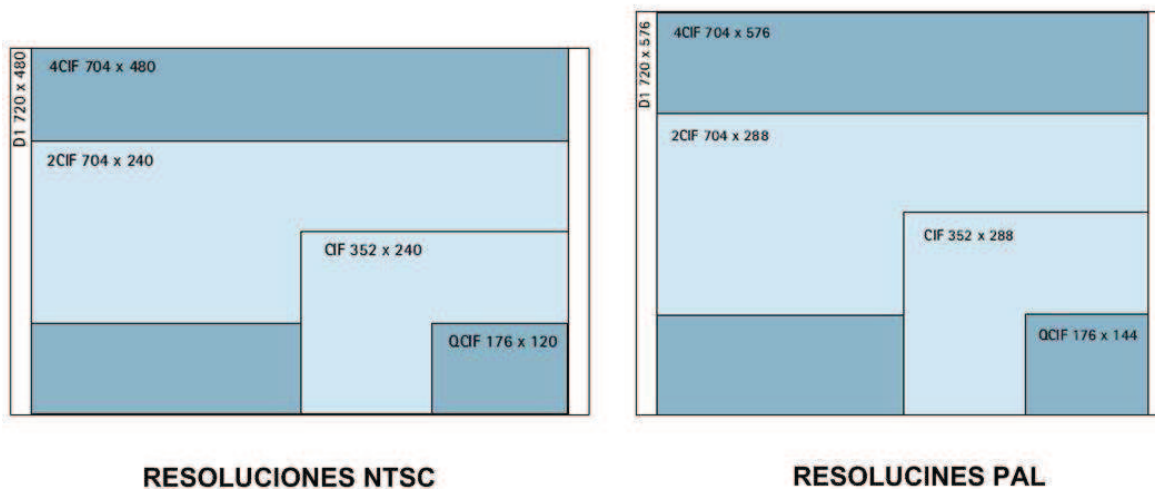 D1 720 x 480
4CIF 704 x 480
2CIF 704 x 240
CIF 352 x 240
QCIF 176 x 120
RESOLUCIONES NTSC
D1 720 x 576
4CIF 704 x 576
2CIF 704 x 288
CIF 352 x 288
QCIF 176 x 144
RESOLUCINES PAL